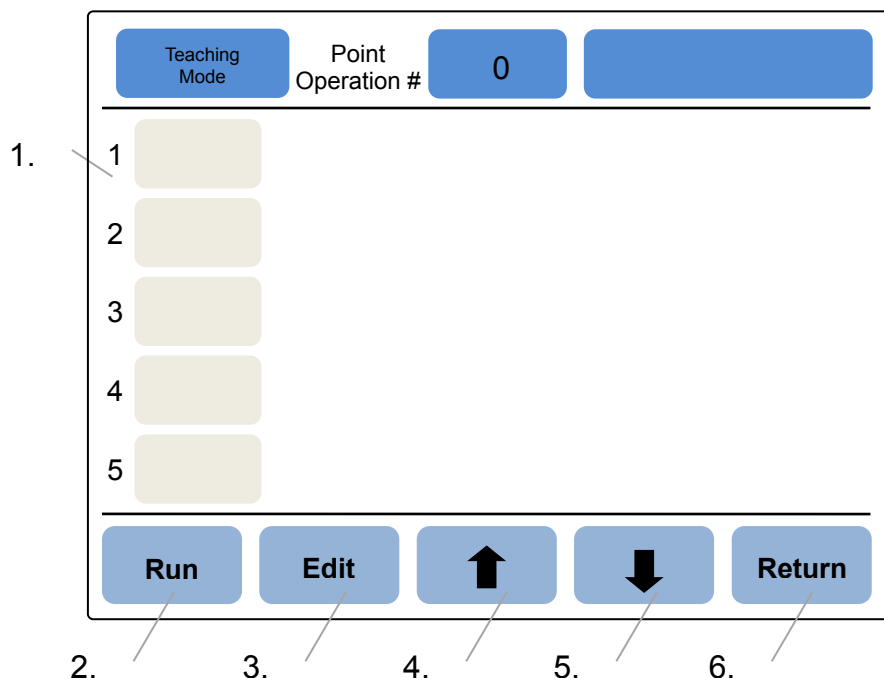 Teaching
Mode
Point
Operation #
0
1.
1
2
3
4
5
Run
Edit
Return
2.
3.
4.
5.
6.